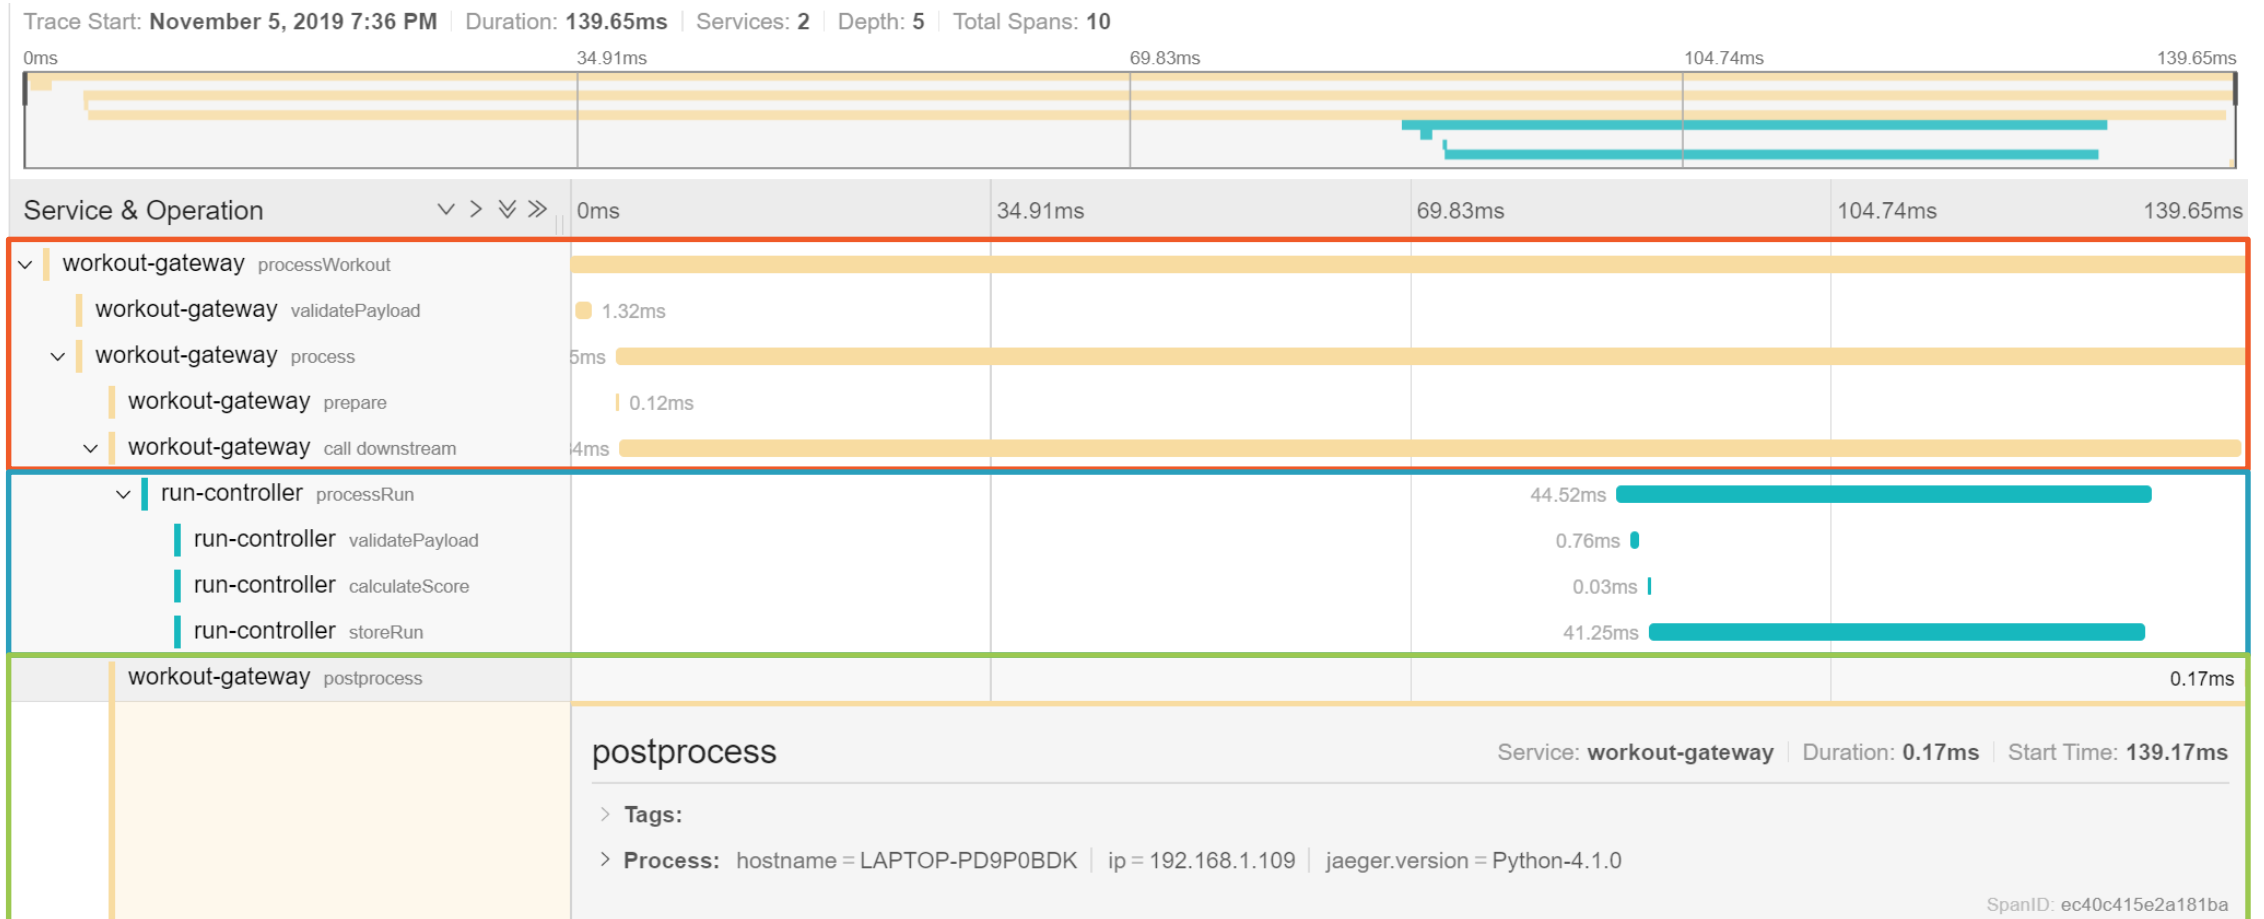 Trace Start: November 5, 2019 7:36 PM Duration: 139.65ms Services: 2 Depth: 5 Total Spans: 10
0ms 34.91ms 69.83ms 104.74ms 139.65ms
Service & Operation 0ms 34.91ms 69.83ms 104.74ms 139.65ms
workout-gateway processWorkout
workout-gateway validatePayload 1.32ms
workout-gateway process 5ms
workout-gateway prepare 0.12ms
workout-gateway call downstream 4ms
run-controller processRun 44.52ms
run-controller validatePayload 0.76ms
run-controller calculateScore 0.03ms
run-controller storeRun 41.25ms
workout-gateway postprocess 0.17ms
postprocess Service: workout-gateway Duration: 0.17ms Start Time: 139.17ms
Tags:
Process: hostname = LAPTOP-PD9P0BDK ip = 192.168.1.109 jaeger.version = Python-4.1.0
SpanID: ec40c415e2a181ba